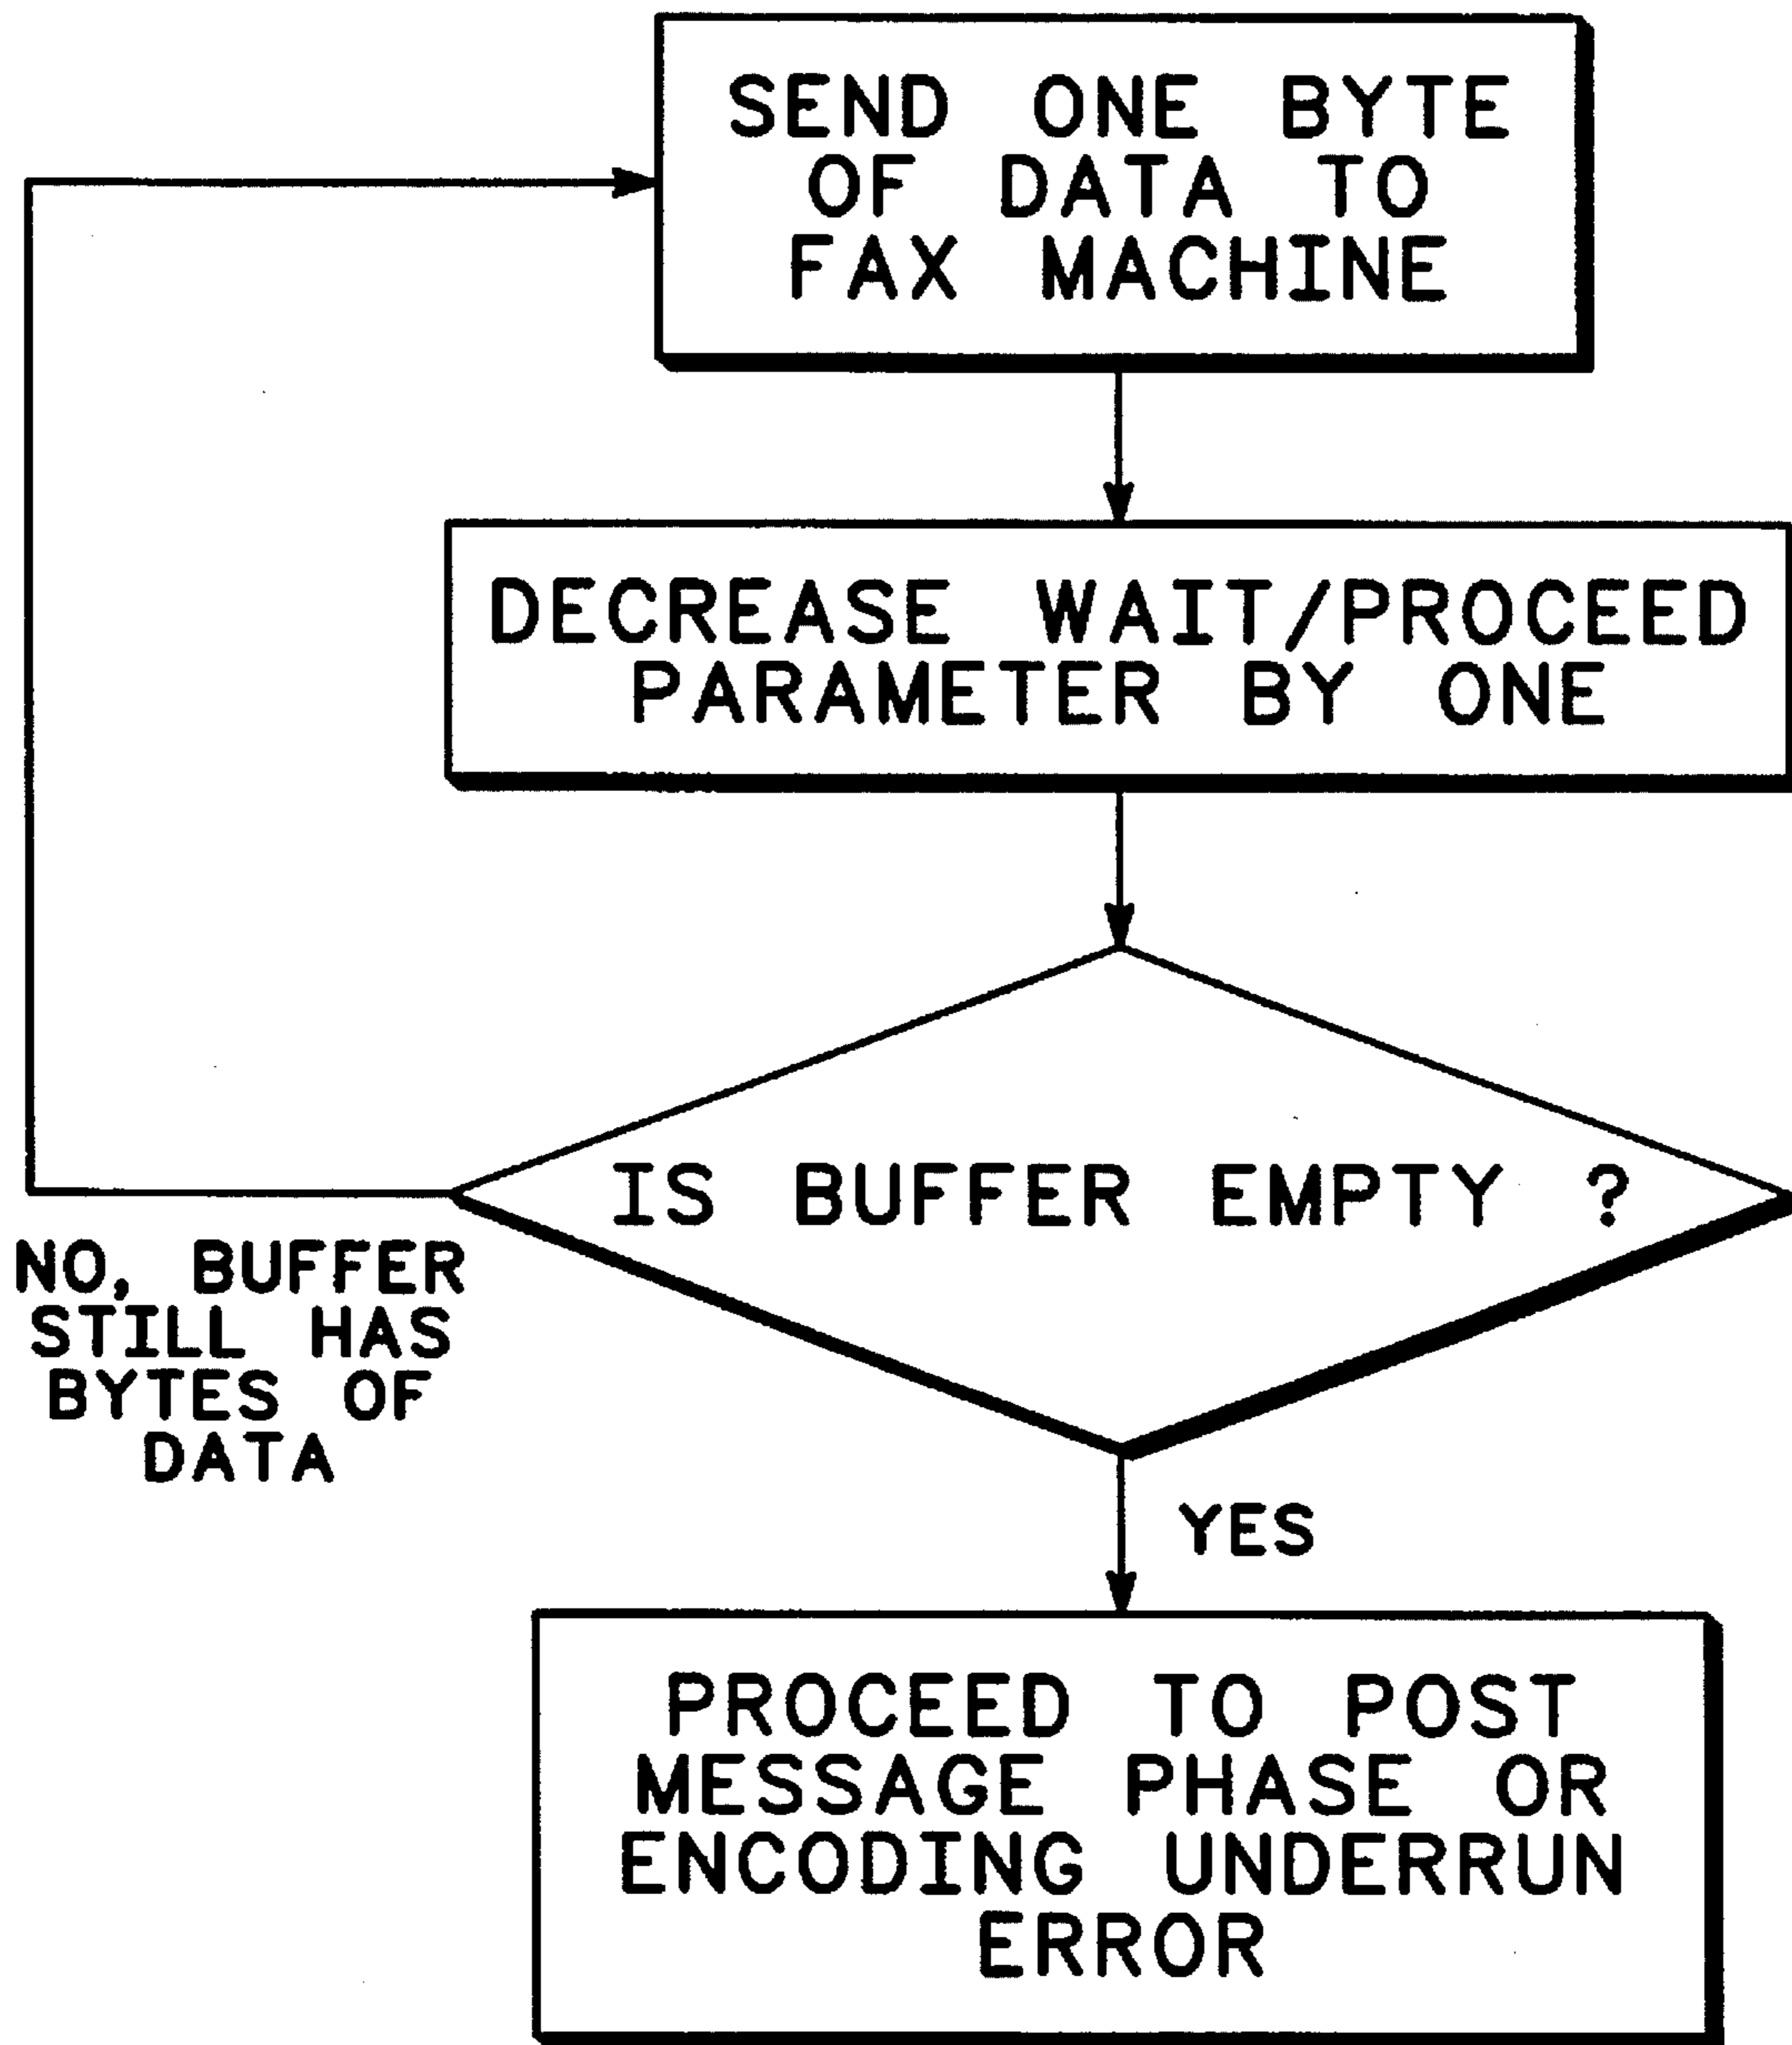 SEND ONE BYTE
OF DATA TO
FAX MACHINE
DECREASE WAIT/PROCEED
PARAMETER BY ONE
IS BUFFER EMPTY ?
NO, BUFFER
STILL HAS
BYTES OF
DATA
YES
PROCEED TO POST
MESSAGE PHASE OR
ENCODING UNDERRUN
ERROR